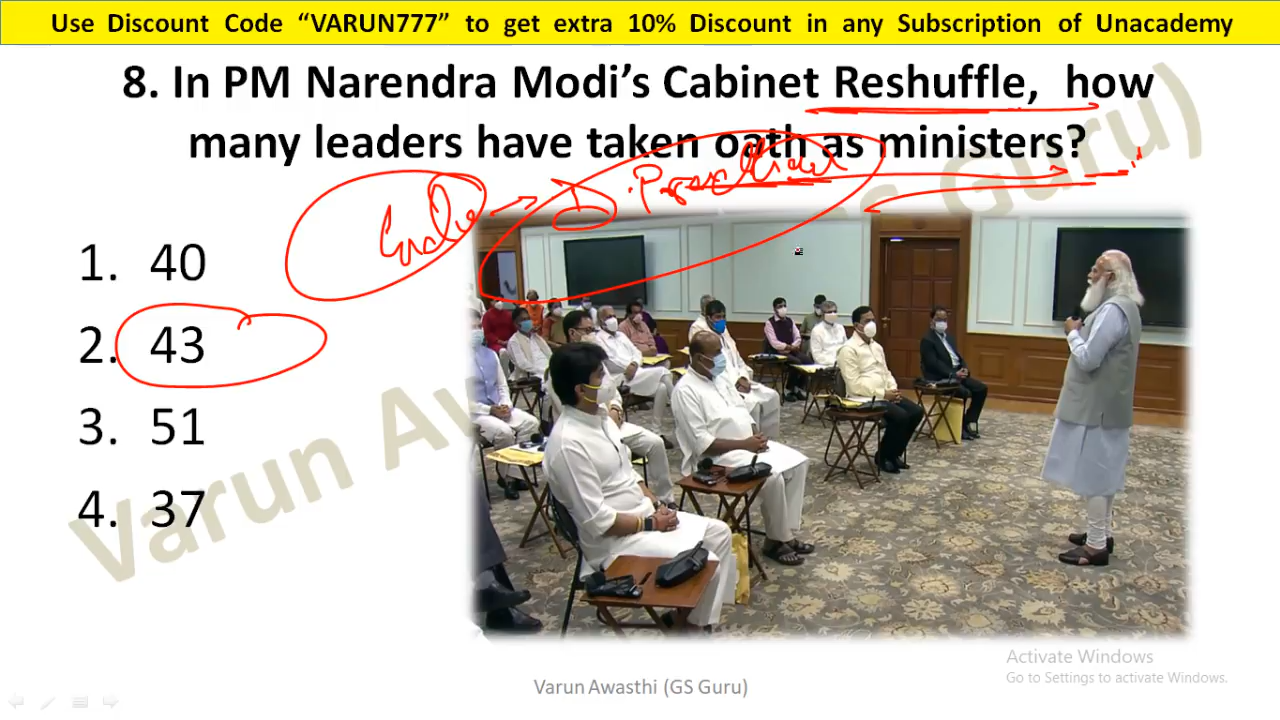 Use Discount Code “VARUN777” to get extra 10% Discount in any Subscription of Unacademy
8. In PM Narendra Modi’s Cabinet Reshuffle, how
many leaders have taken oath as ministers?
1. 40
2. 43
3. 51
4. 37
Varun Awasthi (GS Guru)
Activate Windows
Go to Settings to activate Windows.